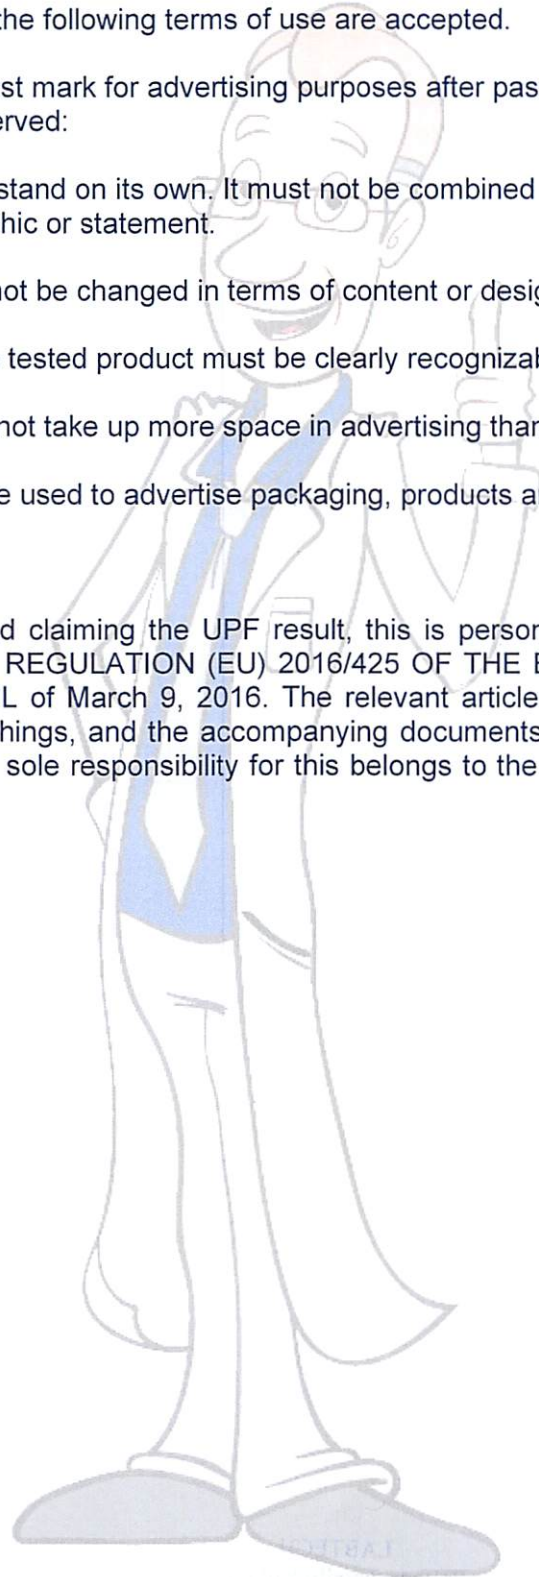 the following terms of use are accepted.
st mark for advertising purposes after pas
erved:
stand on its own. It must not be combined
hic or statement.
not be changed in terms of content or desig
tested product must be clearly recognizab
not take up more space in advertising than
e used to advertise packaging, products a
d claiming the UPF result, this is person
REGULATION (EU) 2016/425 OF THE E
L of March 9, 2016. The relevant article
hings, and the accompanying documents
sole responsibility for this belongs to the